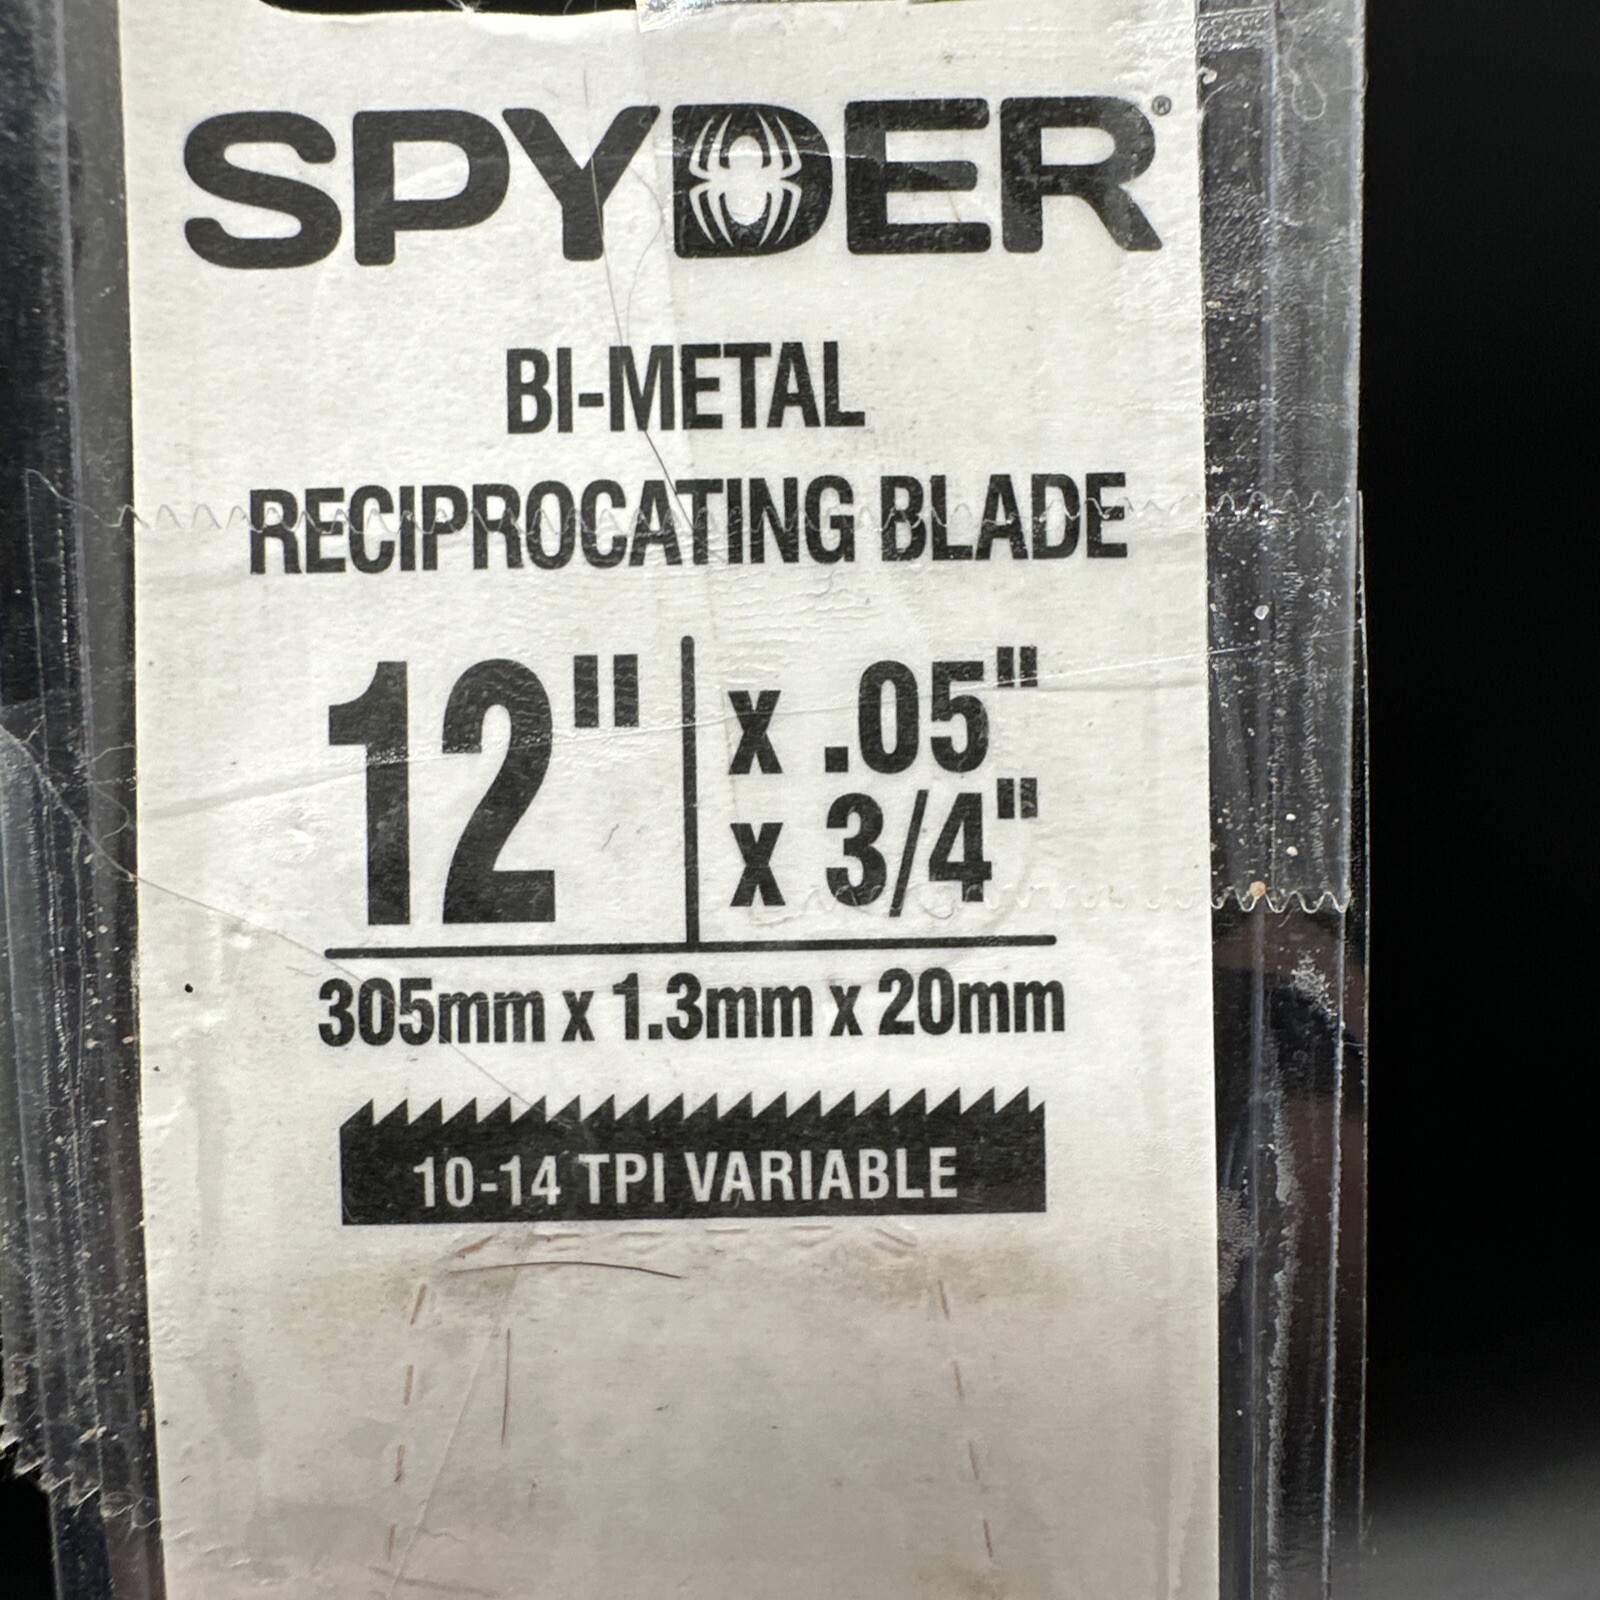 SPYDER®
BI-METAL
RECIPROCATING BLADE
12"
x .05"
x 3/4"
305mm x 1.3mm x 20mm
10-14 TPI VARIABLE